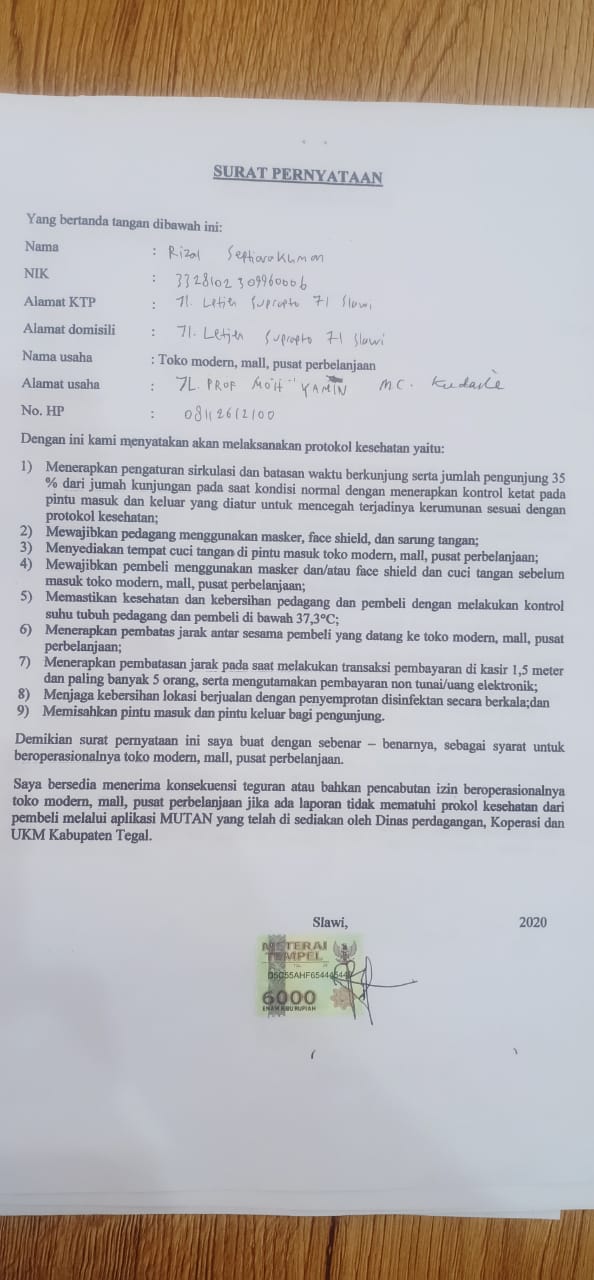 SURAT PERNYATAAN
Yang bertanda tangan dibawah ini:
Nama : Rizal Septiarakhman
NIK : 3328102309960006
Alamat KTP : Jl. Letjen Suprapto 71 Slawi
Alamat domisili : Jl. Letjen Suprapto 71 Slawi
Nama usaha : Toko modern, mall, pusat perbelanjaan
Alamat usaha : JL. PROF MOH YAMIN Kudaile
No. HP : 08112612100
Dengan ini kami menyatakan akan melaksanakan protokol kesehatan yaitu:
1) Menerapkan pengaturan sirkulasi dan batasan waktu berkunjung serta jumlah pengunjung 35
% dari jumah kunjungan pada saat kondisi normal dengan menerapkan kontrol ketat pada
pintu masuk dan keluar yang diatur untuk mencegah terjadinya kerumunan sesuai dengan
protokol kesehatan;
2) Mewajibkan pedagang menggunakan masker, face shield, dan sarung tangan;
3) Menyediakan tempat cuci tangan di pintu masuk toko modern, mall, pusat perbelanjaan;
4) Mewajibkan pembeli menggunakan masker dan/atau face shield dan cuci tangan sebelum
masuk toko modern, mall, pusat perbelanjaan;
5) Memastikan kesehatan dan kebersihan pedagang dan pembeli dengan melakukan kontrol
suhu tubuh pedagang dan pembeli di bawah 37,3°C;
6) Menerapkan pembatas jarak antar sesama pembeli yang datang ke toko modern, mall, pusat
perbelanjaan;
7) Menerapkan pembatasan jarak pada saat melakukan transaksi pembayaran di kasir 1,5 meter
dan paling banyak 5 orang, serta mengutamakan pembayaran non tunai/uang elektronik;
8) Menjaga kebersihan lokasi berjualan dengan penyemprotan disinfektan secara berkala;dan
9) Memisahkan pintu masuk dan pintu keluar bagi pengunjung.
Demikian surat pernyataan ini saya buat dengan sebenar – benarnya, sebagai syarat untuk
beroperasionalnya toko modern, mall, pusat perbelanjaan.
Saya bersedia menerima konsekuensi teguran atau bahkan pencabutan izin beroperasionalnya
toko modern, mall, pusat perbelanjaan jika ada laporan tidak mematuhi prokol kesehatan dari
pembeli melalui aplikasi MUTAN yang telah di sediakan oleh Dinas perdagangan, Koperasi dan
UKM Kabupaten Tegal.
Slawi, 2020
METERAI
TEMPEL
6000
ENAM RIBU RUPIAH
( )